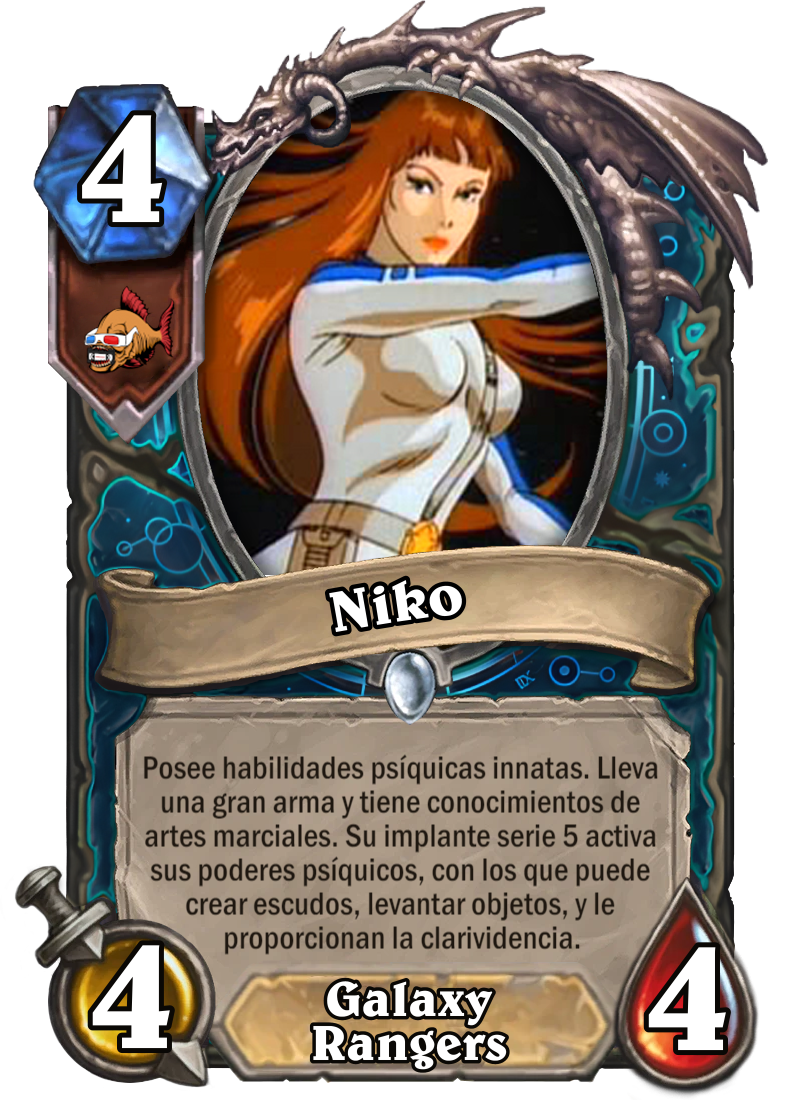 4
Niko
Posee habilidades psíquicas innatas. Lleva
una gran arma y tiene conocimientos de
artes marciales. Su implante serie 5 activa
sus poderes psíquicos, con los que puede
crear escudos, levantar objetos, y le
proporcionan la clarividencia.
4
Galaxy
Rangers
4